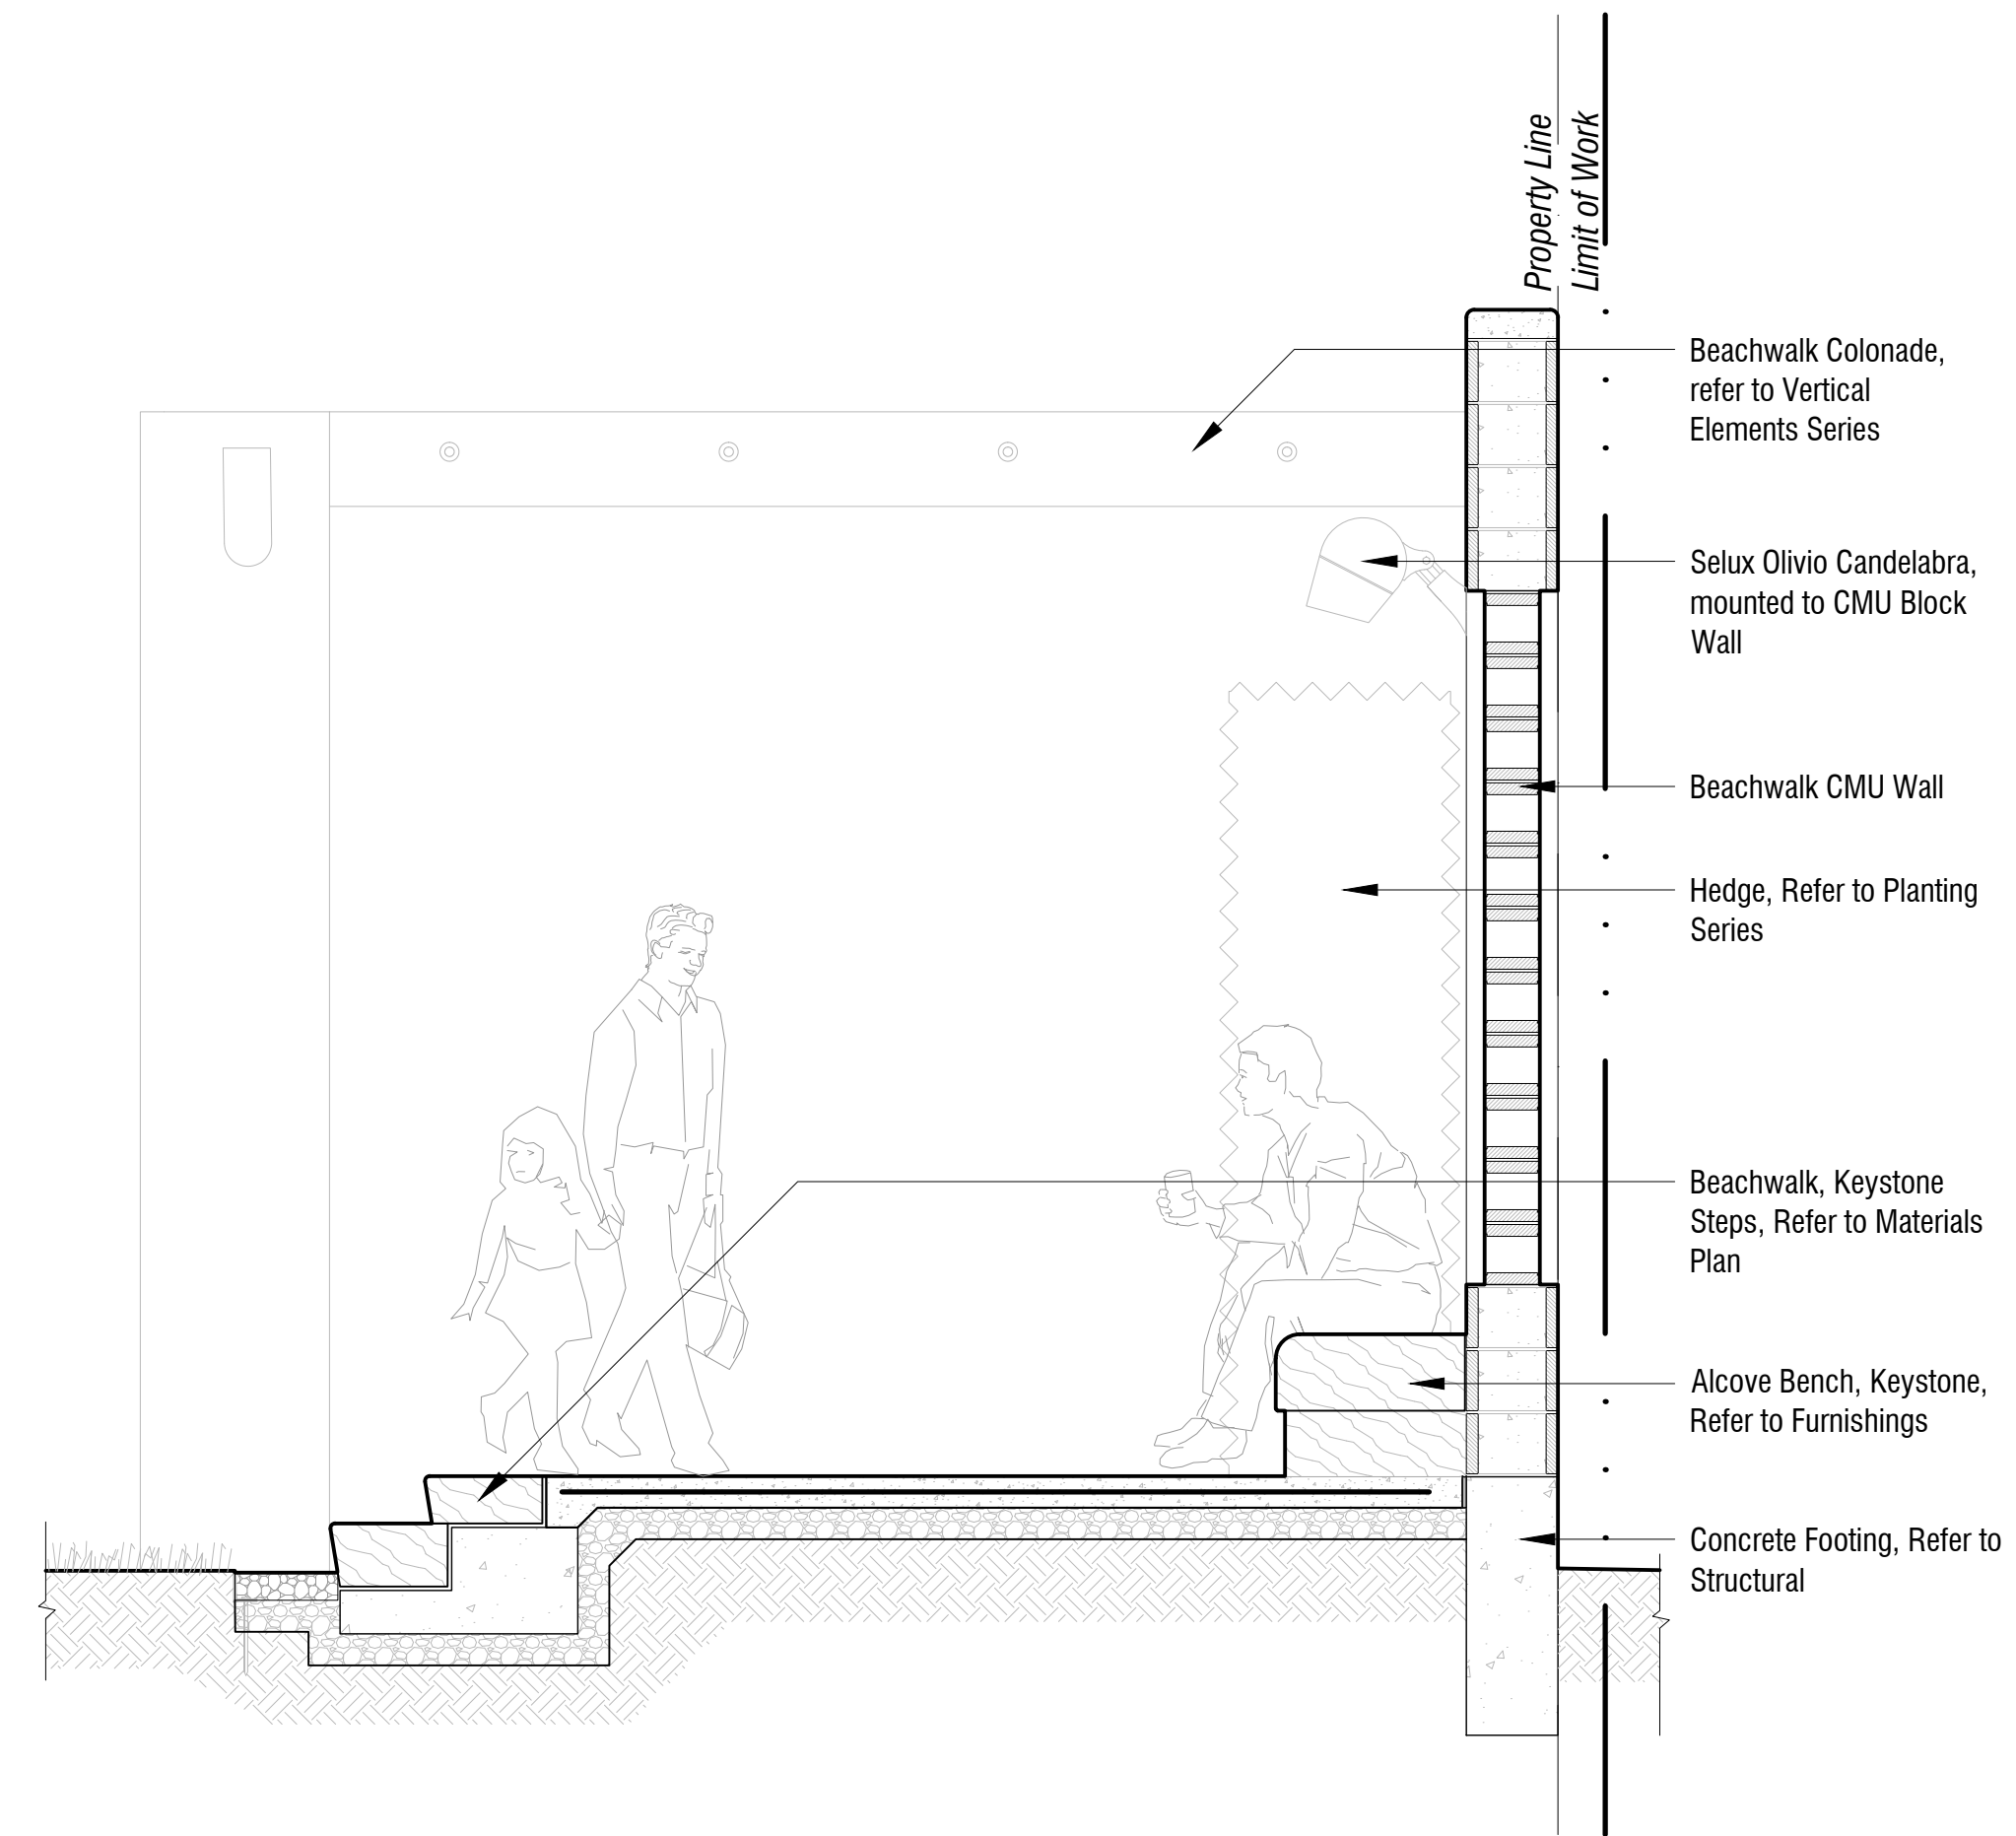 Property Line
Limit of Work
Beachwalk Colonade,
refer to Vertical
Elements Series
Selux Olivio Candelabra,
mounted to CMU Block
Wall
Beachwalk CMU Wall
Hedge, Refer to Planting
Series
Beachwalk, Keystone
Steps, Refer to Materials
Plan
Alcove Bench, Keystone,
Refer to Furnishings
Concrete Footing, Refer to
Structural